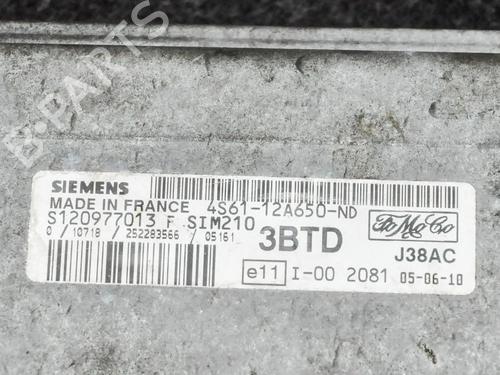 B-PARTS
SIEMENS
MADE IN FRANCE 4S61-12A650-ND
S120977013 F SIM210
0 / 10718 / 252283566 / 05161
3BTD
FoMoCo
J38AC
e11 I-00 2081 05-06-10